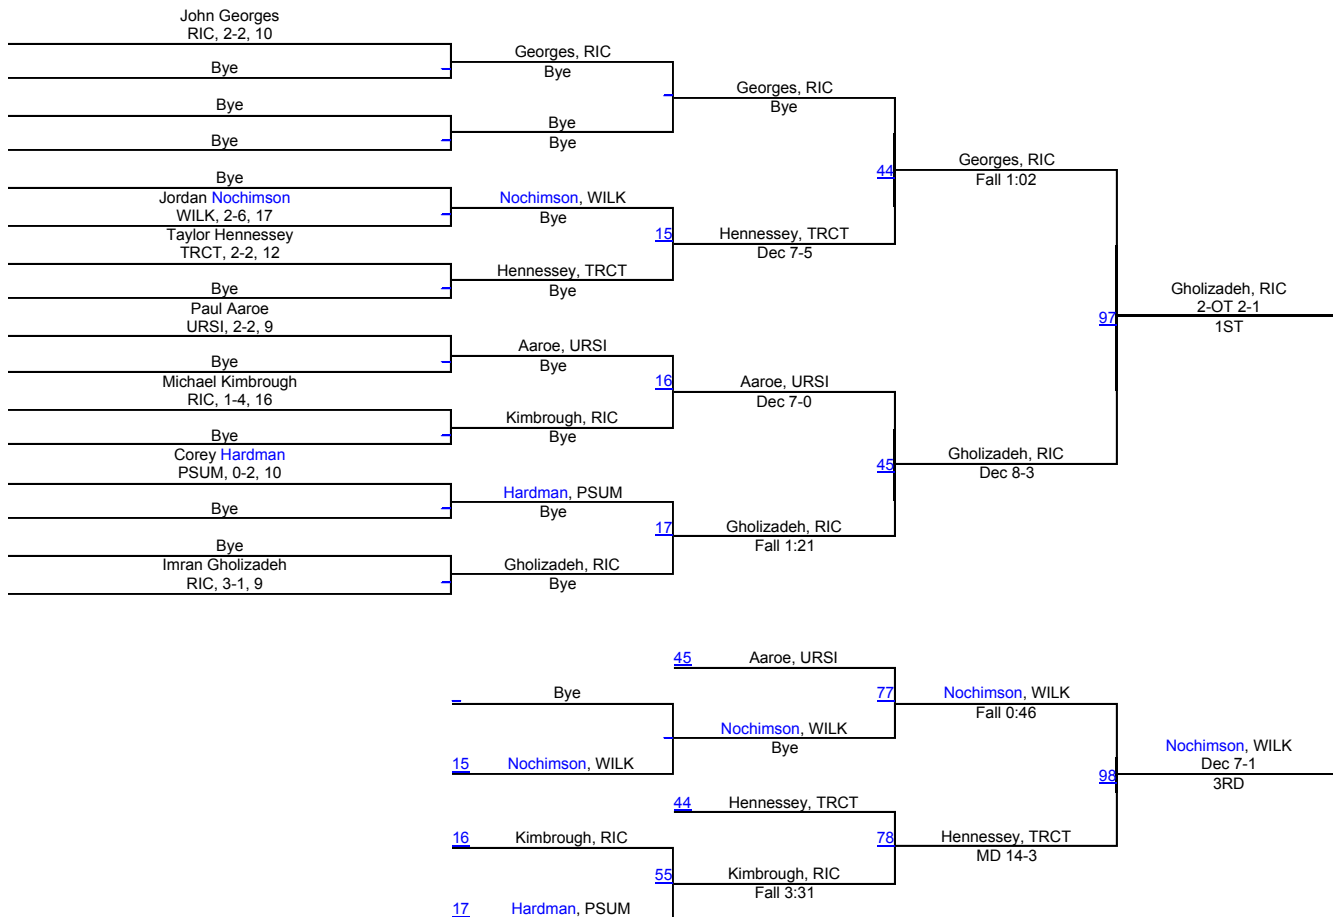 John Georges
RIC, 2-2, 10
Georges, RIC
Bye
Bye
Georges, RIC
Bye
Bye
Bye
Bye
Bye
Georges, RIC
44
Fall 1:02
Bye
Jordan Nochimson
WILK, 2-6, 17
Nochimson, WILK
Bye
Taylor Hennessey
TRCT, 2-2, 12
15
Hennessey, TRCT
Dec 7-5
Hennessey, TRCT
Bye
Bye
Gholizadeh, RIC
2-OT 2-1
97
1ST
Paul Aaroe
URSI, 2-2, 9
Aaroe, URSI
Bye
Bye
Michael Kimbrough
RIC, 1-4, 16
16
Aaroe, URSI
Dec 7-0
Kimbrough, RIC
Bye
Bye
Corey Hardman
PSUM, 0-2, 10
45
Gholizadeh, RIC
Dec 8-3
Hardman, PSUM
Bye
Bye
17
Gholizadeh, RIC
Fall 1:21
Bye
Imran Gholizadeh
RIC, 3-1, 9
Gholizadeh, RIC
Bye
45
Aaroe, URSI
Bye
77
Nochimson, WILK
Fall 0:46
Nochimson, WILK
Bye
15
Nochimson, WILK
Nochimson, WILK
Dec 7-1
98
3RD
44
Hennessey, TRCT
16
Kimbrough, RIC
78
Hennessey, TRCT
MD 14-3
55
Kimbrough, RIC
Fall 3:31
17
Hardman, PSUM